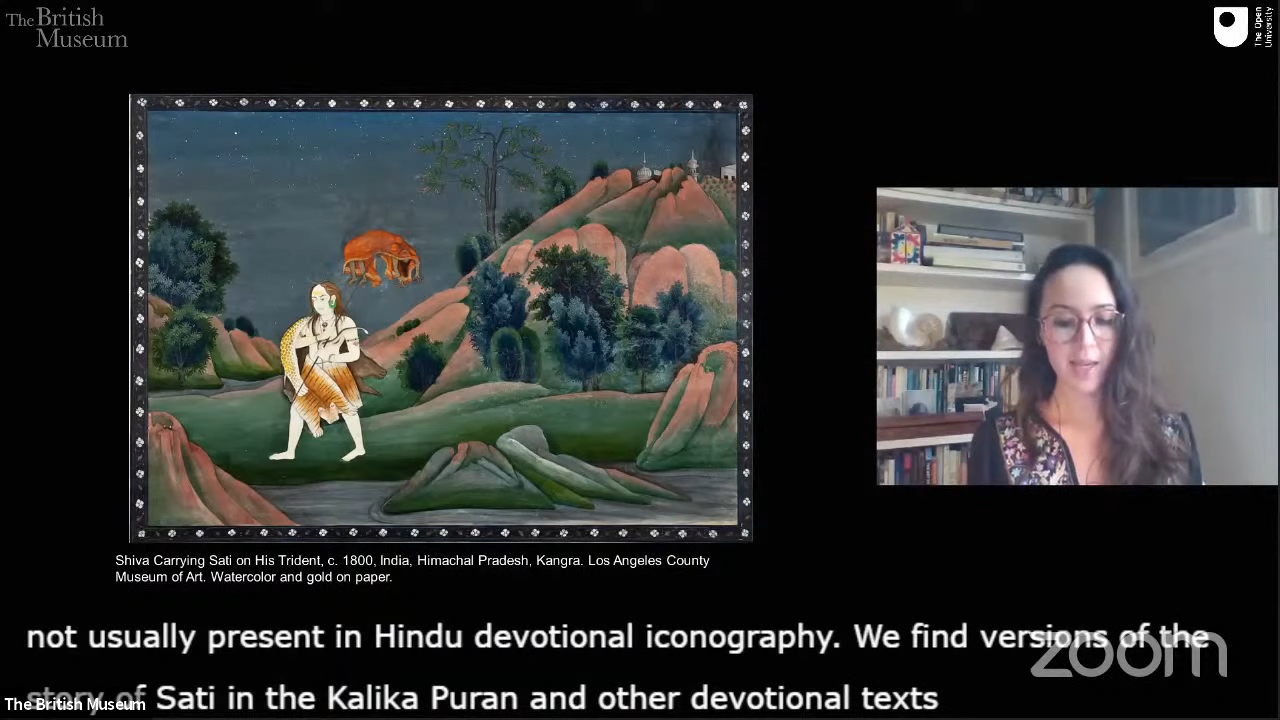 The British
Museum
The Open
University
Shiva Carrying Sati on His Trident, c. 1800, India, Himachal Pradesh, Kangra. Los Angeles County
Museum of Art. Watercolor and gold on paper.
not usually present in Hindu devotional iconography. We find versions of the
zoom
story of Sati in the Kalika Puran and other devotional texts
The British Museum